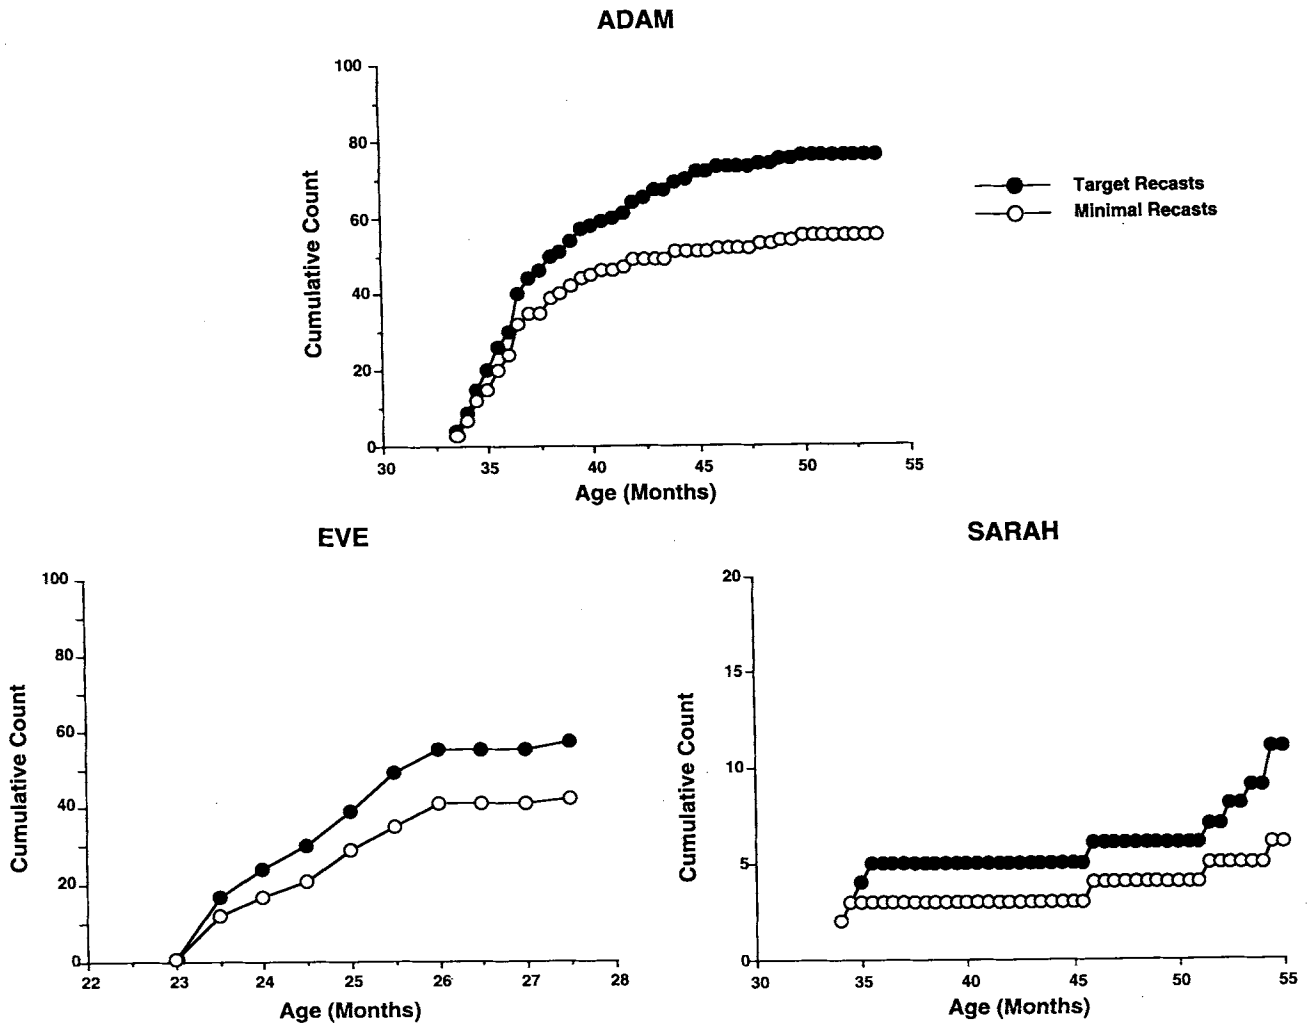 ADAM
100
80
60
40
20
0
Cumulative Count
30 35 40 45 50 55
Age (Months)
Target Recasts
Minimal Recasts
EVE
100
80
60
40
20
0
Cumulative Count
22 23 24 25 26 27 28
Age (Months)
SARAH
20
15
10
5
0
Cumulative Count
30 35 40 45 50 55
Age (Months)